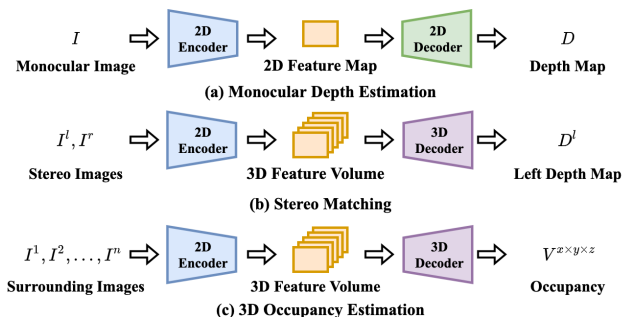 I
2D Encoder
2D Decoder
D
Monocular Image
2D Feature Map
Depth Map
(a) Monocular Depth Estimation
I^l, I^r
2D Encoder
3D Decoder
D^l
Stereo Images
3D Feature Volume
Left Depth Map
(b) Stereo Matching
I^1, I^2, . . . , I^n
2D Encoder
3D Decoder
V^{x×y×z}
Surrounding Images
3D Feature Volume
Occupancy
(c) 3D Occupancy Estimation